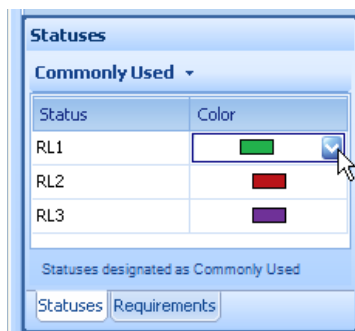 Statuses
Commonly Used
Status Color
RL1
RL2
RL3
Statuses designated as Commonly Used
Statuses Requirements